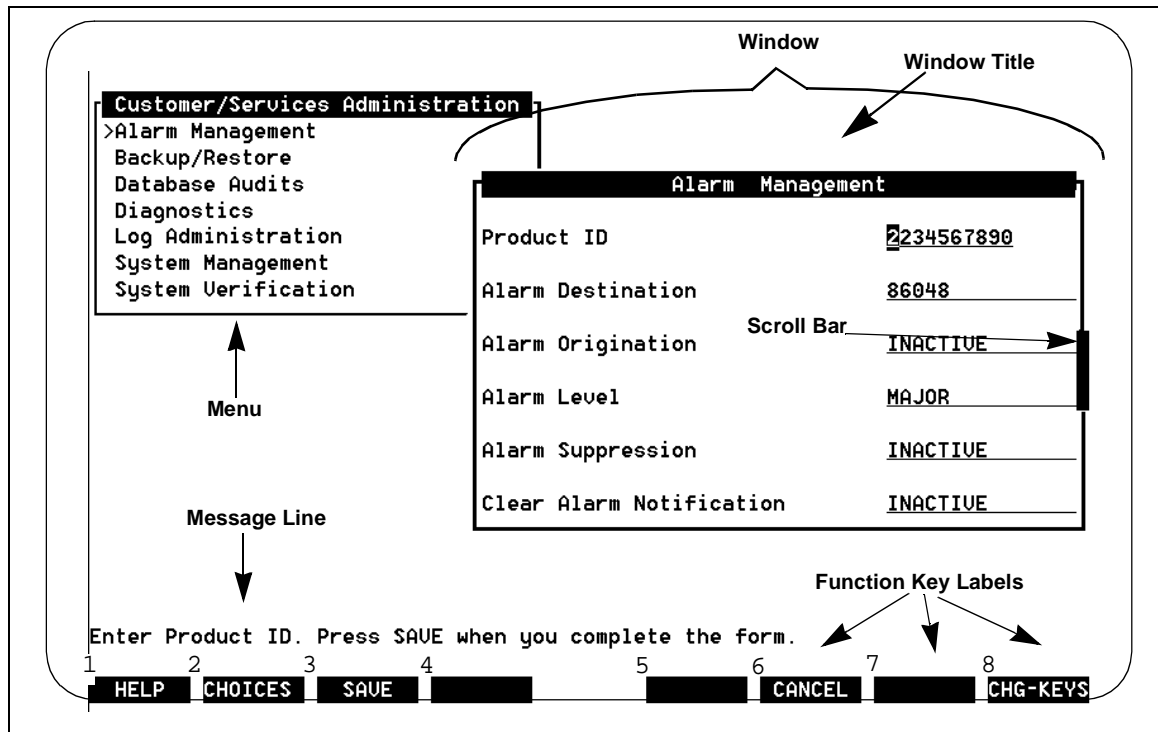 Window
Window Title
Customer/Services Administration
>Alarm Management
Backup/Restore
Database Audits
Diagnostics
Log Administration
System Management
System Verification
Menu
Alarm Management
Product ID 2234567890
Alarm Destination 86048
Scroll Bar
Alarm Origination INACTIVE
Alarm Level MAJOR
Alarm Suppression INACTIVE
Clear Alarm Notification INACTIVE
Message Line
Function Key Labels
Enter Product ID. Press SAVE when you complete the form.
1 2 3 4 5 6 7 8
HELP CHOICES SAVE CANCEL CHG-KEYS